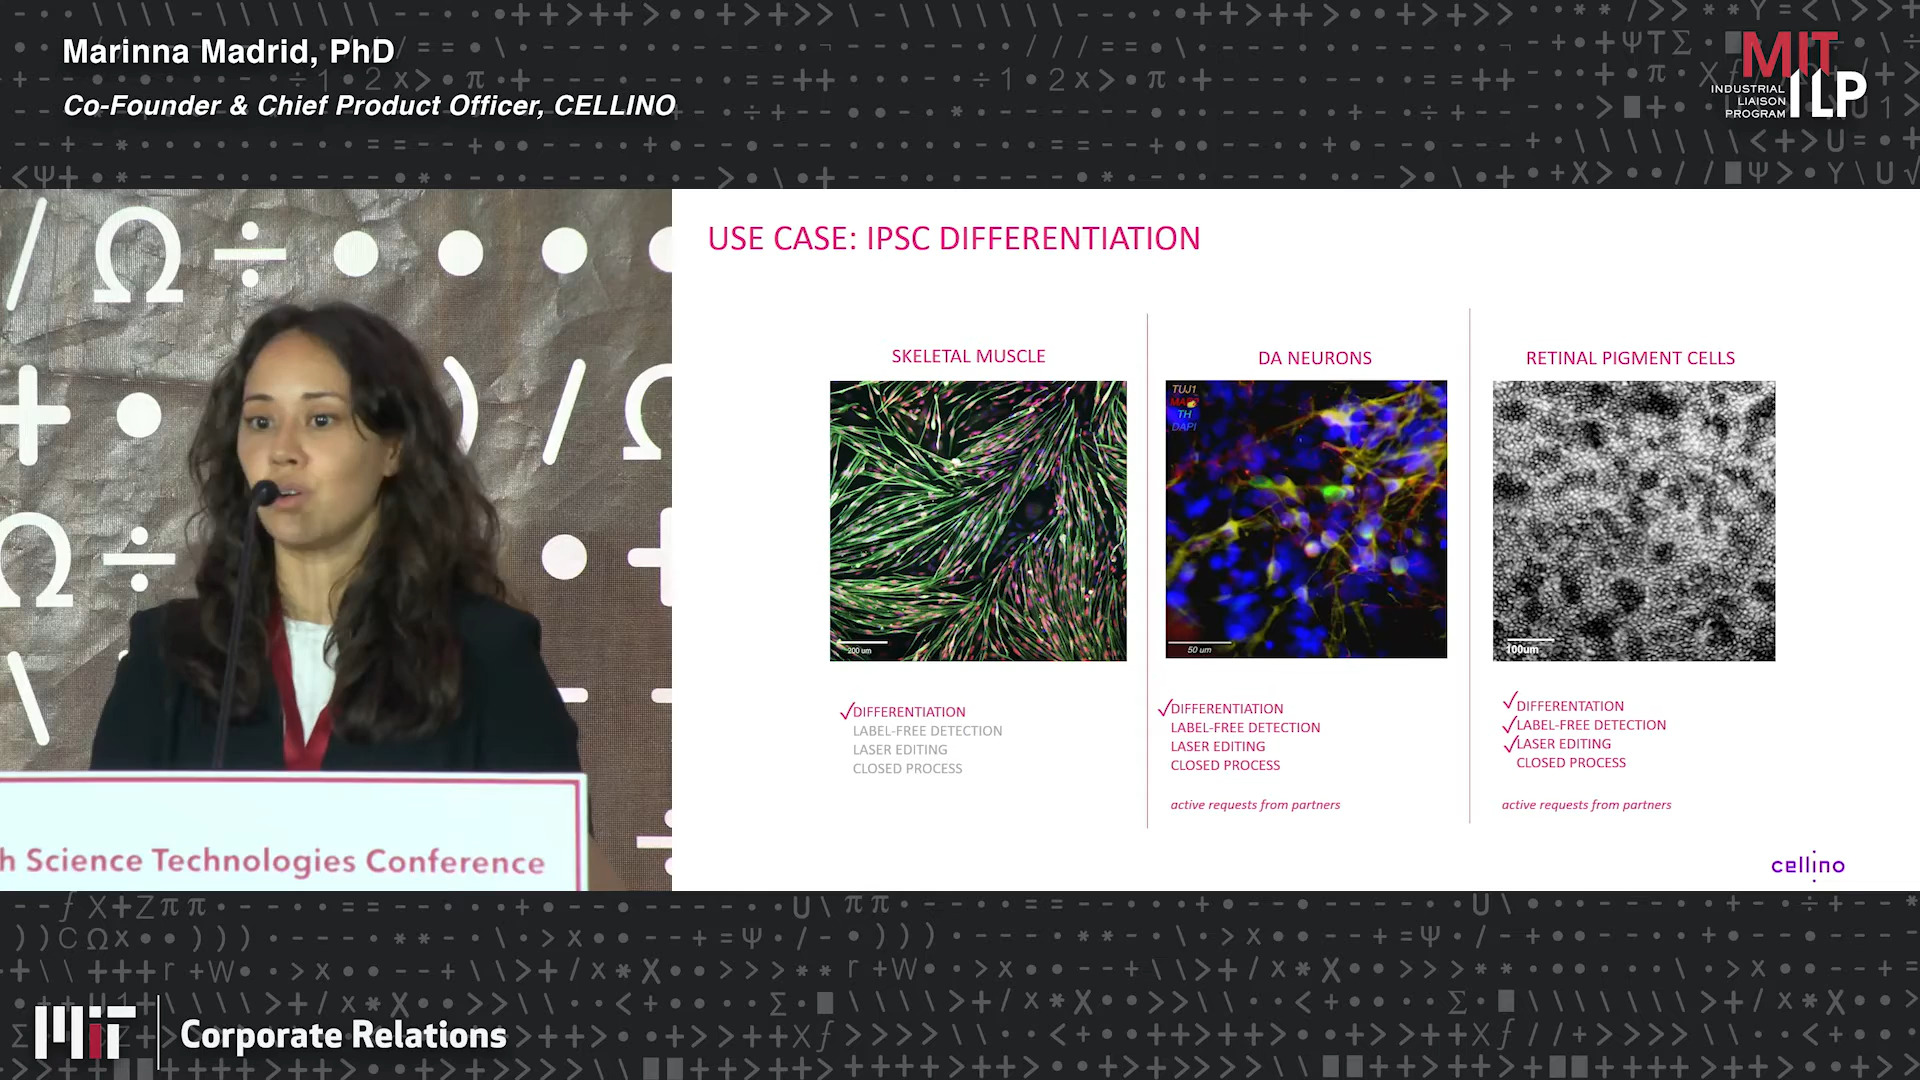 Marinna Madrid, PhD
Co-Founder & Chief Product Officer, CELLINO
MIT
INDUSTRIAL
LIAISON
PROGRAM
ILP
USE CASE: IPSC DIFFERENTIATION
SKELETAL MUSCLE
200 um
✓DIFFERENTIATION
LABEL-FREE DETECTION
LASER EDITING
CLOSED PROCESS
DA NEURONS
TUJ1
MAP2
TH
DAPI
50 um
✓DIFFERENTIATION
LABEL-FREE DETECTION
LASER EDITING
CLOSED PROCESS
active requests from partners
RETINAL PIGMENT CELLS
100um
✓DIFFERENTATION
✓LABEL-FREE DETECTION
✓LASER EDITING
CLOSED PROCESS
active requests from partners
cellino
h Science Technologies Conference
MIT
Corporate Relations